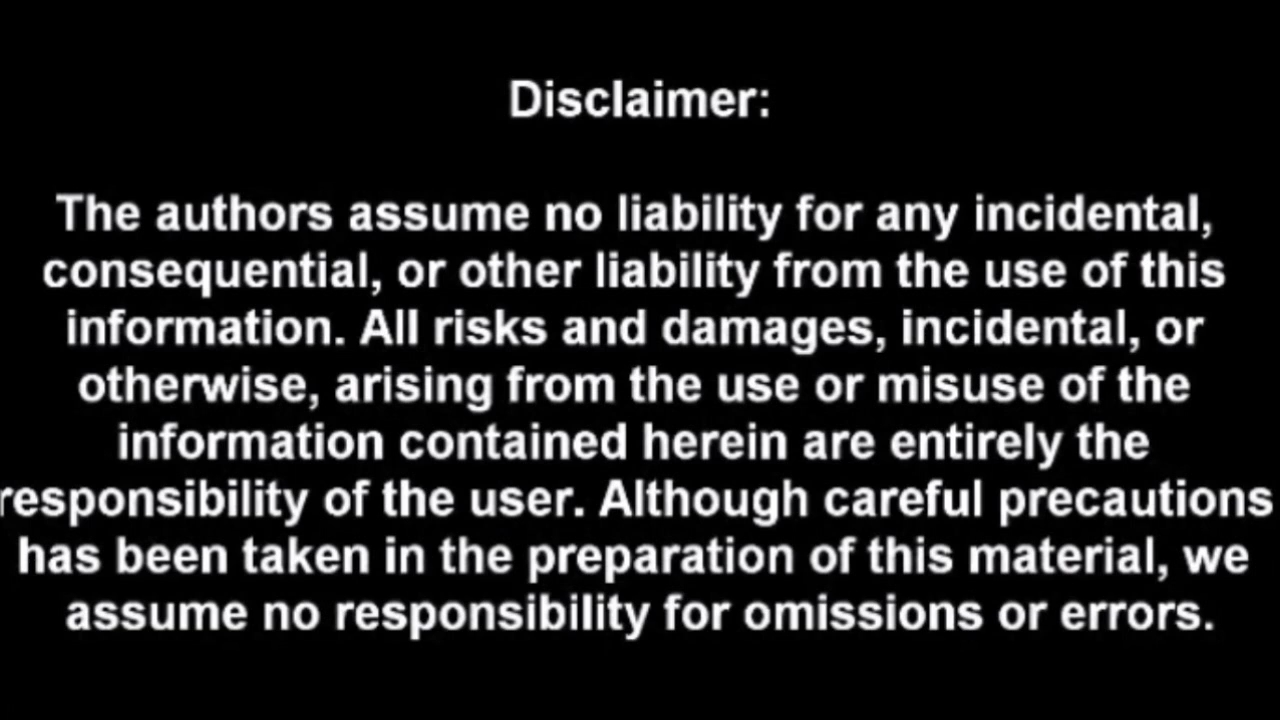 Disclaimer:
The authors assume no liability for any incidental,
consequential, or other liability from the use of this
information. All risks and damages, incidental, or
otherwise, arising from the use or misuse of the
information contained herein are entirely the
responsibility of the user. Although careful precautions
has been taken in the preparation of this material, we
assume no responsibility for omissions or errors.